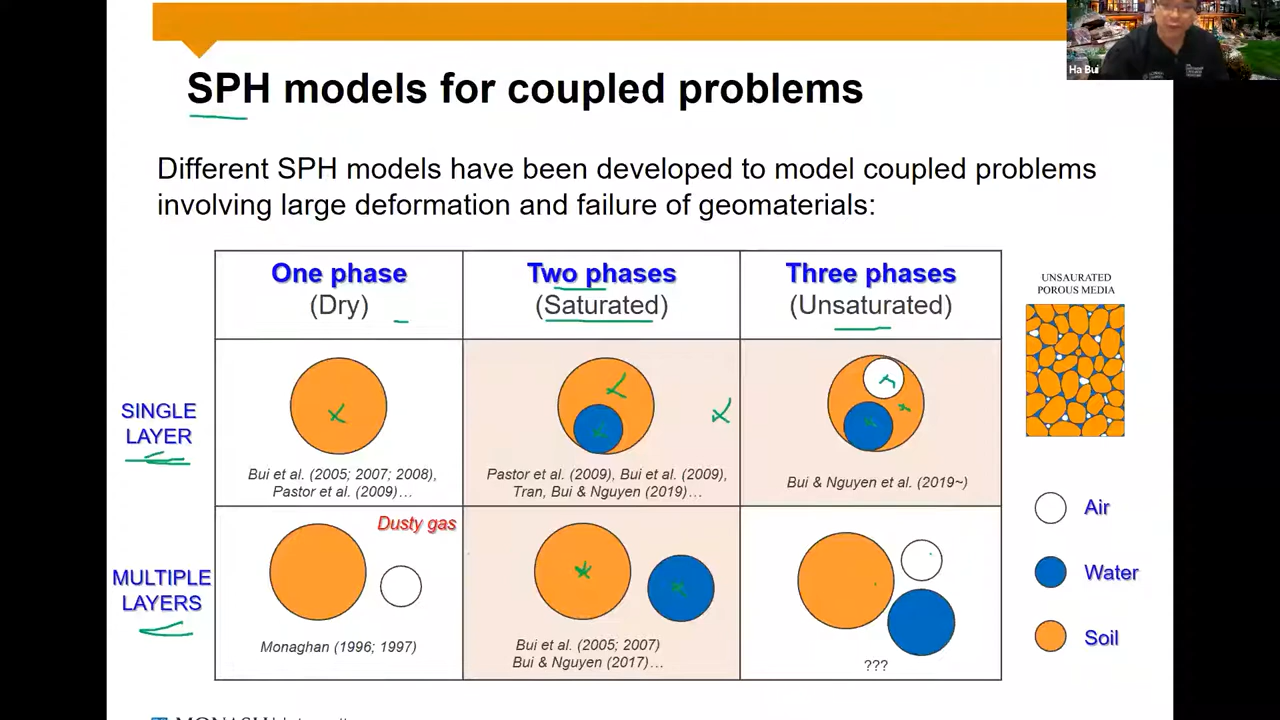 Ha Bui
SPH models for coupled problems
Different SPH models have been developed to model coupled problems
involving large deformation and failure of geomaterials:
One phase
(Dry)
Two phases
(Saturated)
Three phases
(Unsaturated)
UNSAURATED
POROUS MEDIA
SINGLE
LAYER
Bui et al. (2005; 2007; 2008),
Pastor et al. (2009)…
Pastor et al. (2009), Bui et al. (2009),
Tran, Bui & Nguyen (2019)…
Bui & Nguyen et al. (2019~)
MULTIPLE
LAYERS
Dusty gas
Monaghan (1996; 1997)
Bui et al. (2005; 2007)
Bui & Nguyen (2017)…
???
Air
Water
Soil